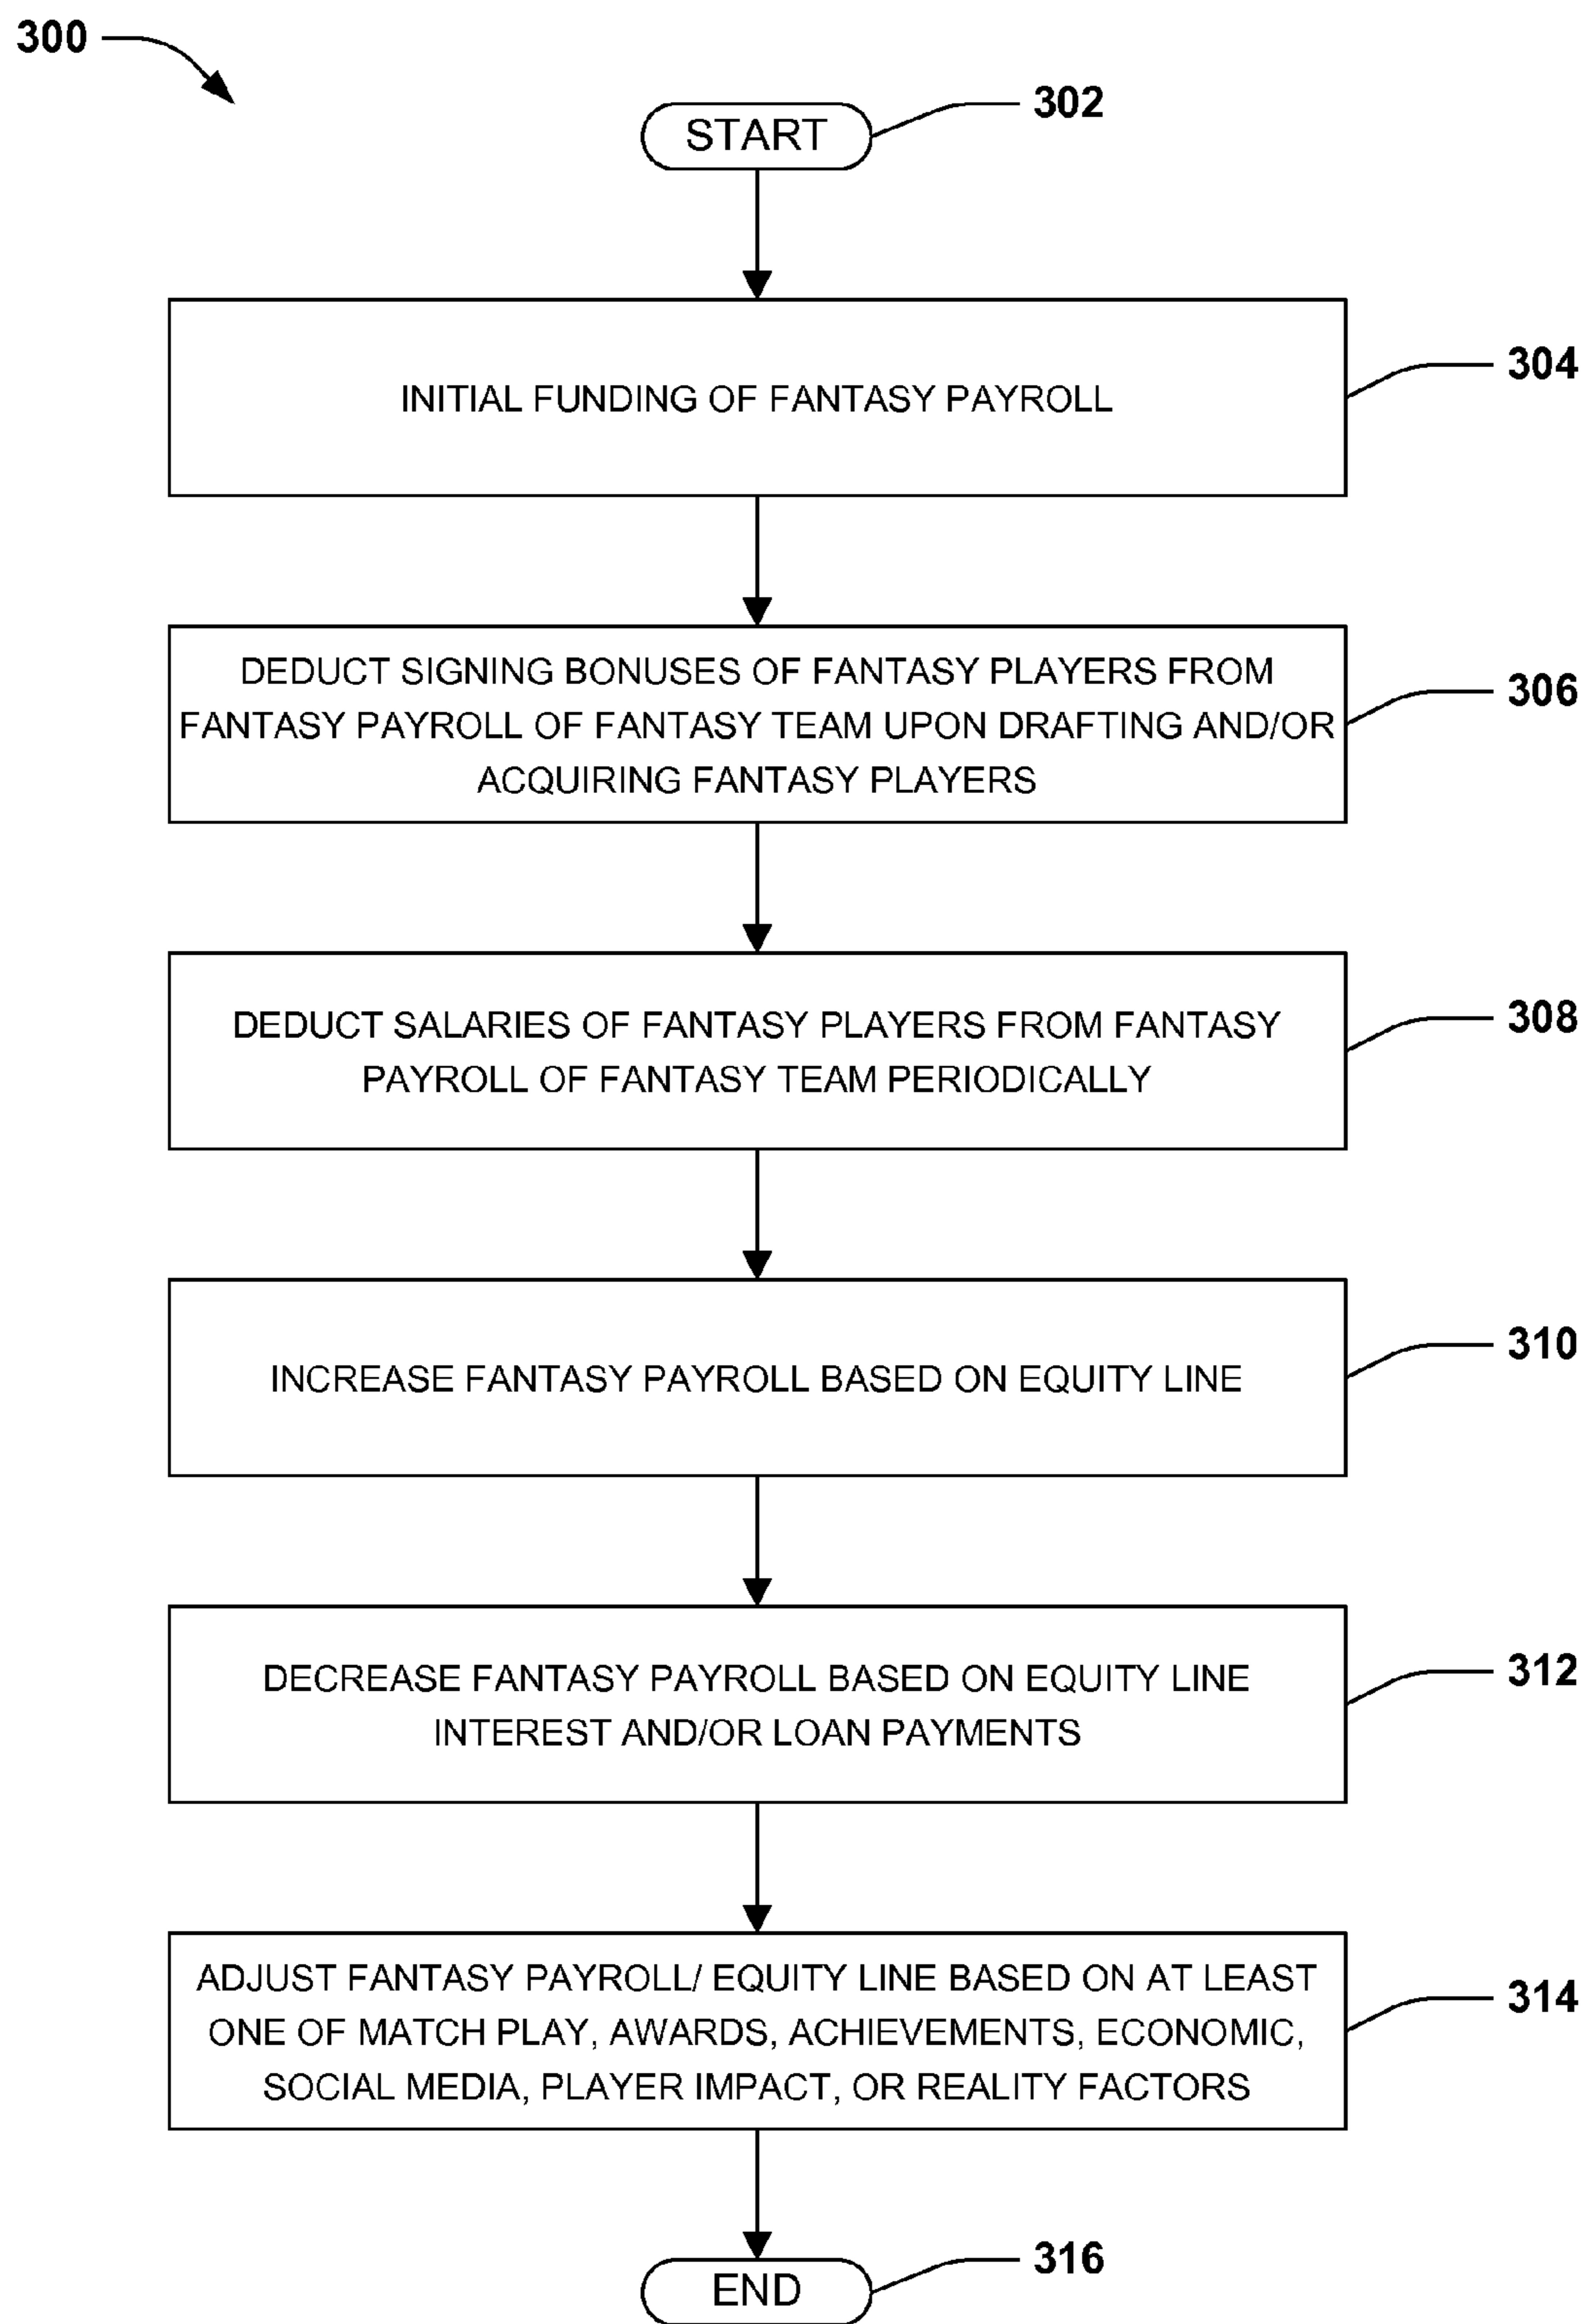 300
START
302
INITIAL FUNDING OF FANTASY PAYROLL
304
DEDUCT SIGNING BONUSES OF FANTASY PLAYERS FROM
FANTASY PAYROLL OF FANTASY TEAM UPON DRAFTING AND/OR
ACQUIRING FANTASY PLAYERS
306
DEDUCT SALARIES OF FANTASY PLAYERS FROM FANTASY
PAYROLL OF FANTASY TEAM PERIODICALLY
308
INCREASE FANTASY PAYROLL BASED ON EQUITY LINE
310
DECREASE FANTASY PAYROLL BASED ON EQUITY LINE
INTEREST AND/OR LOAN PAYMENTS
312
ADJUST FANTASY PAYROLL/ EQUITY LINE BASED ON AT LEAST
ONE OF MATCH PLAY, AWARDS, ACHIEVEMENTS, ECONOMIC,
SOCIAL MEDIA, PLAYER IMPACT, OR REALITY FACTORS
314
END
316